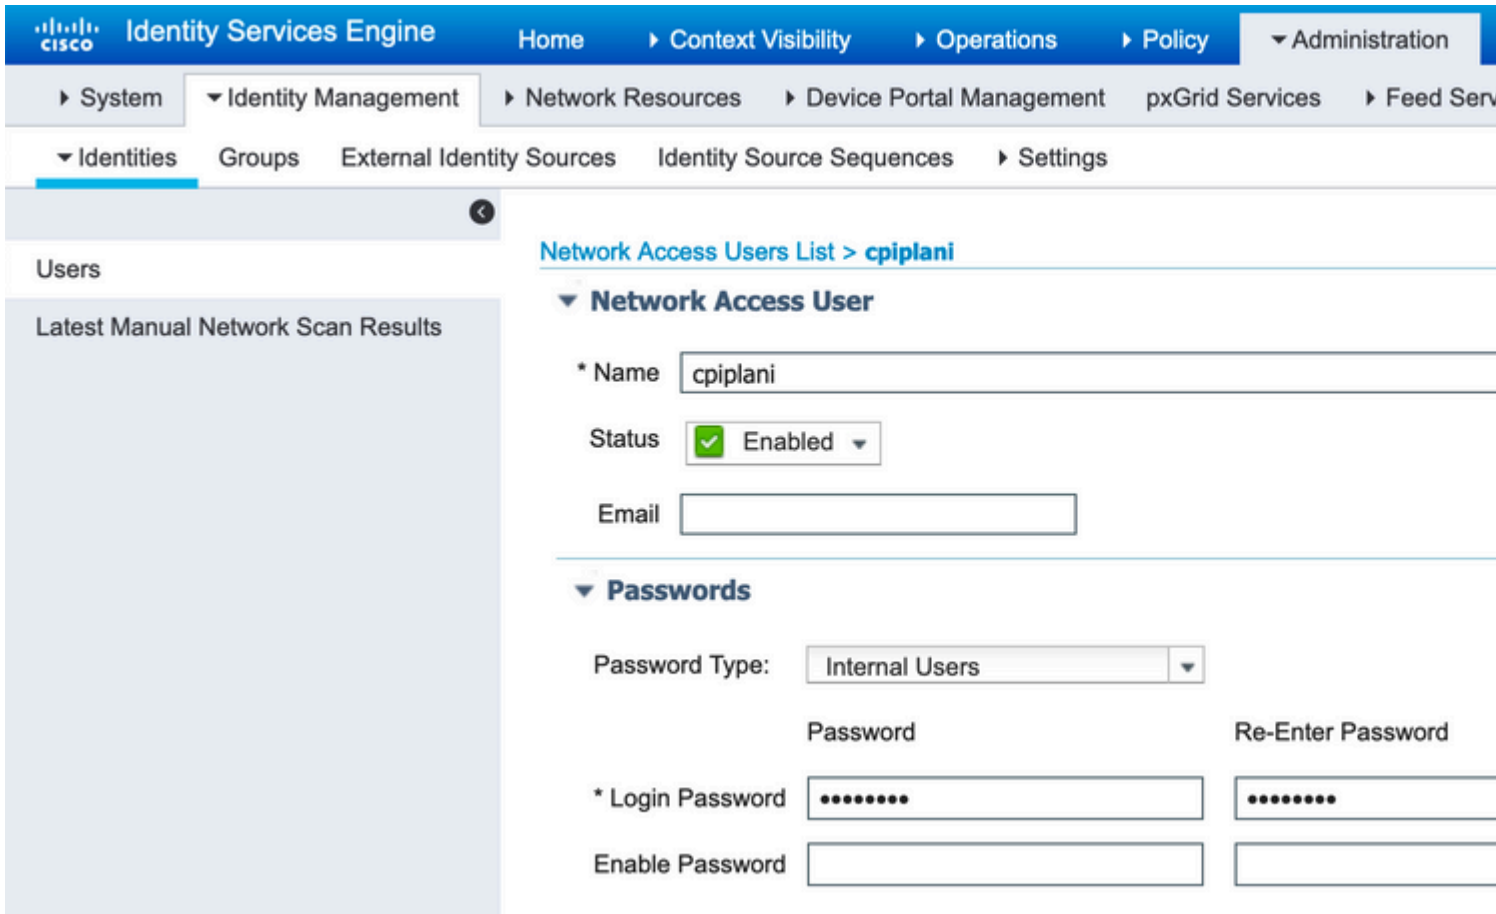 cisco Identity Services Engine Home Context Visibility Operations Policy Administration
System Identity Management Network Resources Device Portal Management pxGrid Services Feed Serv
Identities Groups External Identity Sources Identity Source Sequences Settings
Users
Latest Manual Network Scan Results
Network Access Users List > cpiplani
Network Access User
* Name cpiplani
Status Enabled
Email
Passwords
Password Type: Internal Users
Password Re-Enter Password
* Login Password •••••••• ••••••••
Enable Password